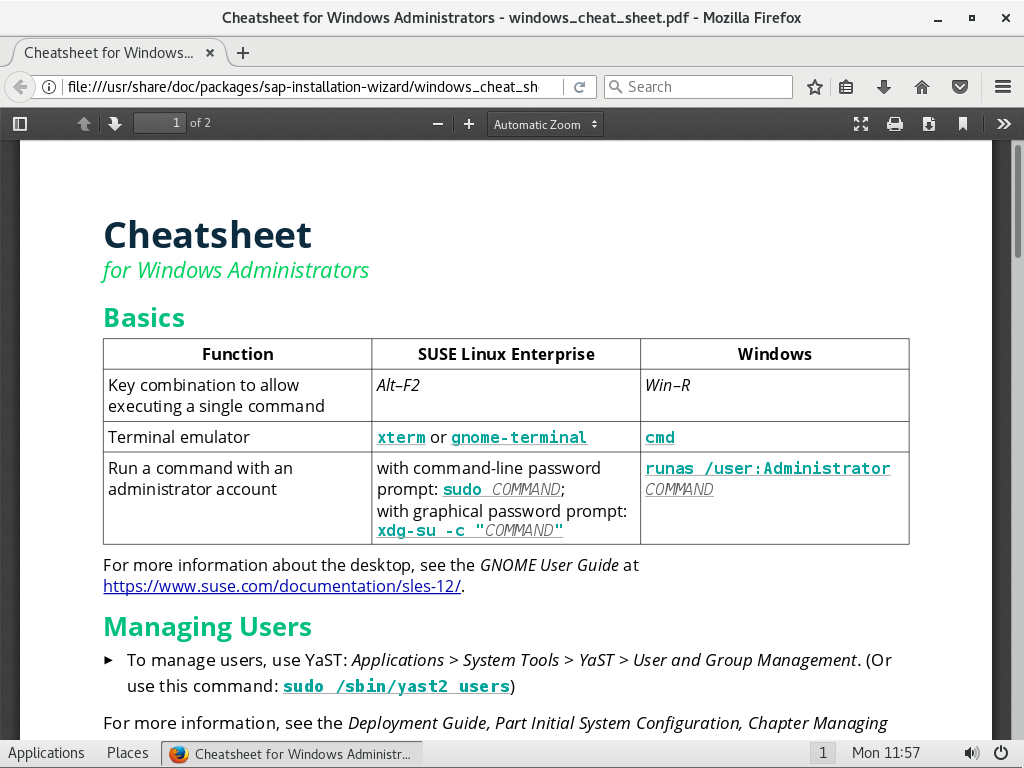 Cheatsheet for Windows Administrators - windows_cheat_sheet.pdf - Mozilla Firefox
Cheatsheet for Windows...
file:///usr/share/doc/packages/sap-installation-wizard/windows_cheat_sh
Search
1 of 2
Automatic Zoom
Cheatsheet
for Windows Administrators
Basics
Function SUSE Linux Enterprise Windows
Key combination to allow executing a single command Alt–F2 Win–R
Terminal emulator xterm or gnome-terminal cmd
Run a command with an administrator account with command-line password prompt: sudo COMMAND; with graphical password prompt: xdg-su -c "COMMAND" runas /user:Administrator COMMAND
For more information about the desktop, see the GNOME User Guide at
https://www.suse.com/documentation/sles-12/.
Managing Users
► To manage users, use YaST: Applications > System Tools > YaST > User and Group Management. (Or
use this command: sudo /sbin/yast2 users)
For more information, see the Deployment Guide, Part Initial System Configuration, Chapter Managing
Applications Places Cheatsheet for Windows Administr... 1 Mon 11:57